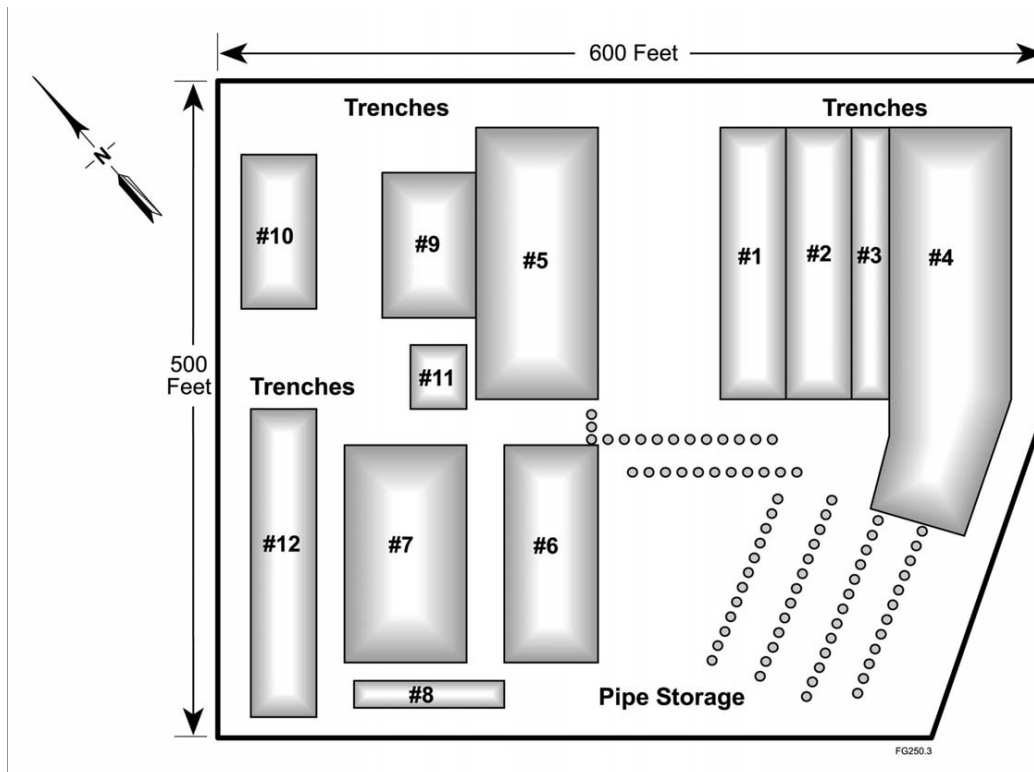 600 Feet
Trenches
Trenches
N
#10
#9
#5
#1
#2
#3
#4
500
Feet
#11
Trenches
#12
#7
#6
#8
Pipe Storage
FG250.3